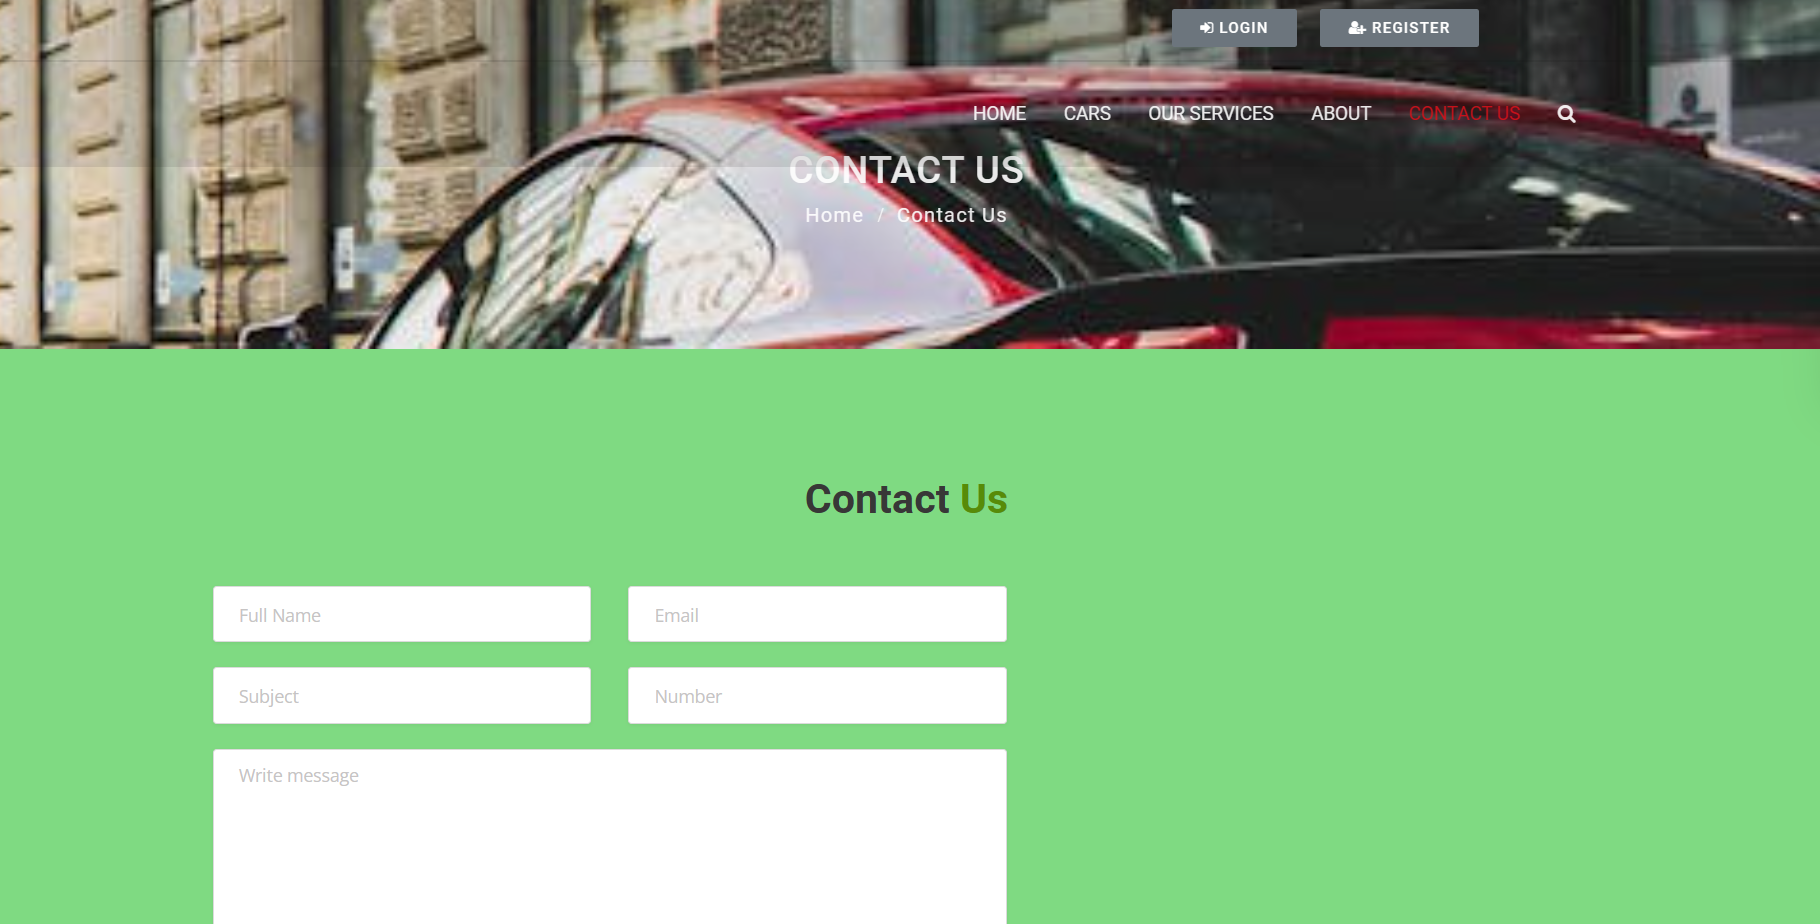 LOGIN
REGISTER
HOME CARS OUR SERVICES ABOUT CONTACT US
CONTACT US
Home / Contact Us
Contact Us
Full Name
Email
Subject
Number
Write message